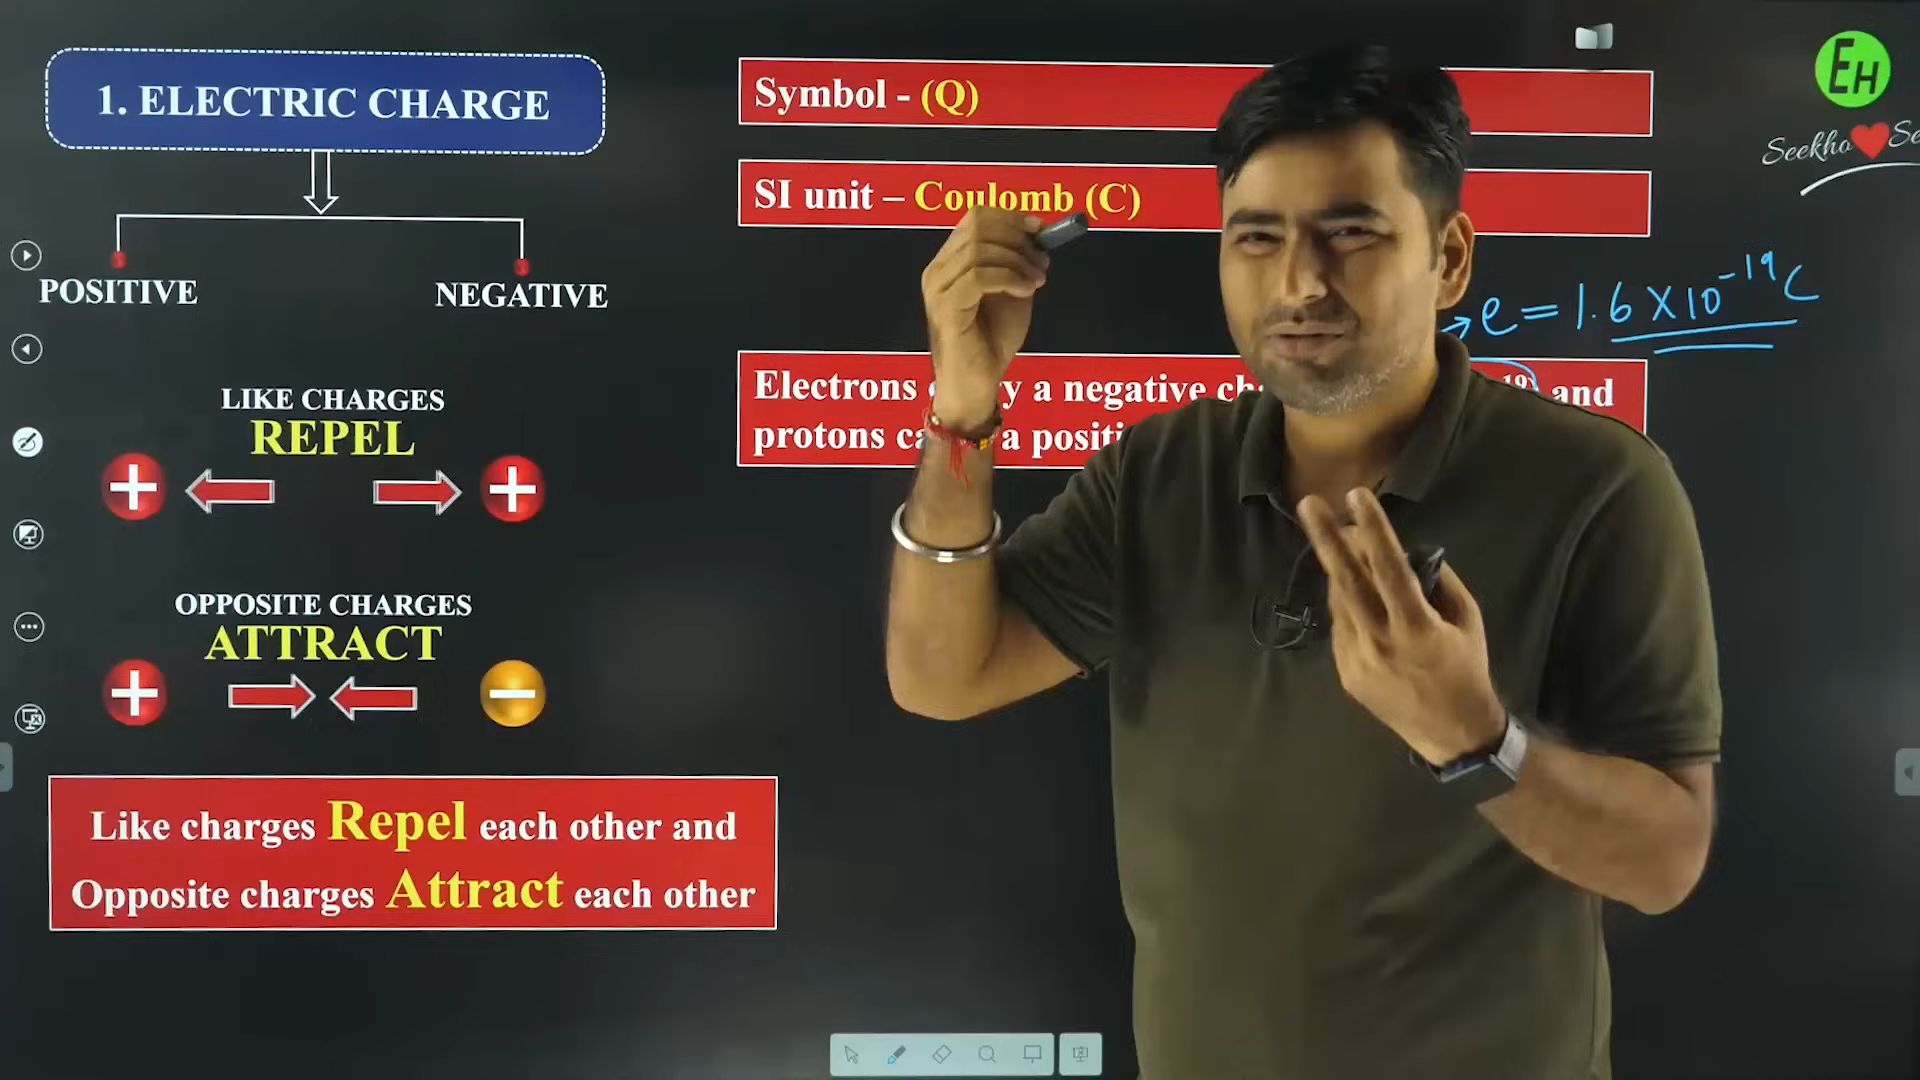 1. ELECTRIC CHARGE
POSITIVE
NEGATIVE
LIKE CHARGES
REPEL
OPPOSITE CHARGES
ATTRACT
Like charges Repel each other and
Opposite charges Attract each other
Symbol - (Q)
SI unit – Coulomb (C)
e = 1.6 X 10⁻¹⁹ C
Electrons a negative and
protons a
EH
Seekho